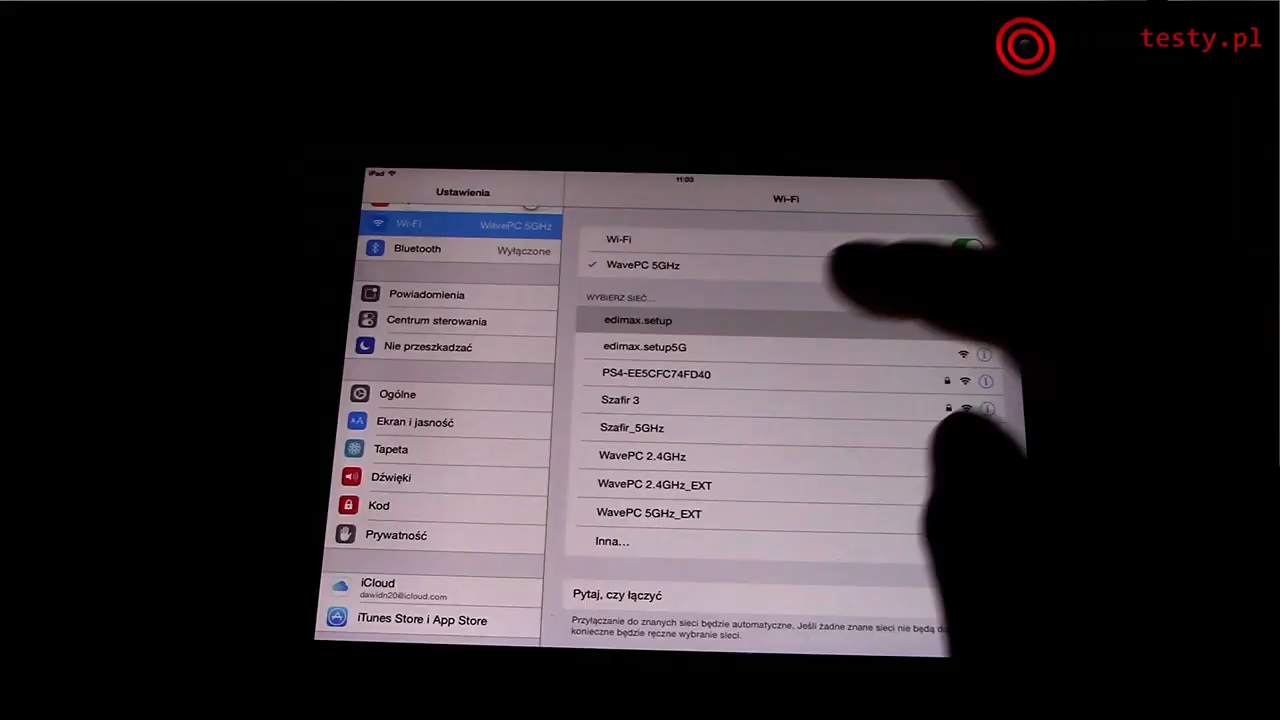 testy.pl
iPad
11:03
Ustawienia
Wi-Fi
Wi-Fi WavePC 5GHz
Bluetooth Wyłączone
Powiadomienia
Centrum sterowania
Nie przeszkadzać
Ogólne
Ekran i jasność
Tapeta
Dźwięki
Kod
Prywatność
iCloud
dawidn20@icloud.com
iTunes Store i App Store
Wi-Fi
WavePC 5GHz
WYBIERZ SIEĆ...
edimax.setup
edimax.setup5G
PS4-EE5CFC74FD40
Szafir 3
Szafir_5GHz
WavePC 2.4GHz
WavePC 2.4GHz_EXT
WavePC 5GHz_EXT
Inna...
Pytaj, czy łączyć
Przyłączanie do znanych sieci będzie automatyczne. Jeśli żadne znane sieci nie będą
konieczne będzie ręczne wybranie sieci.